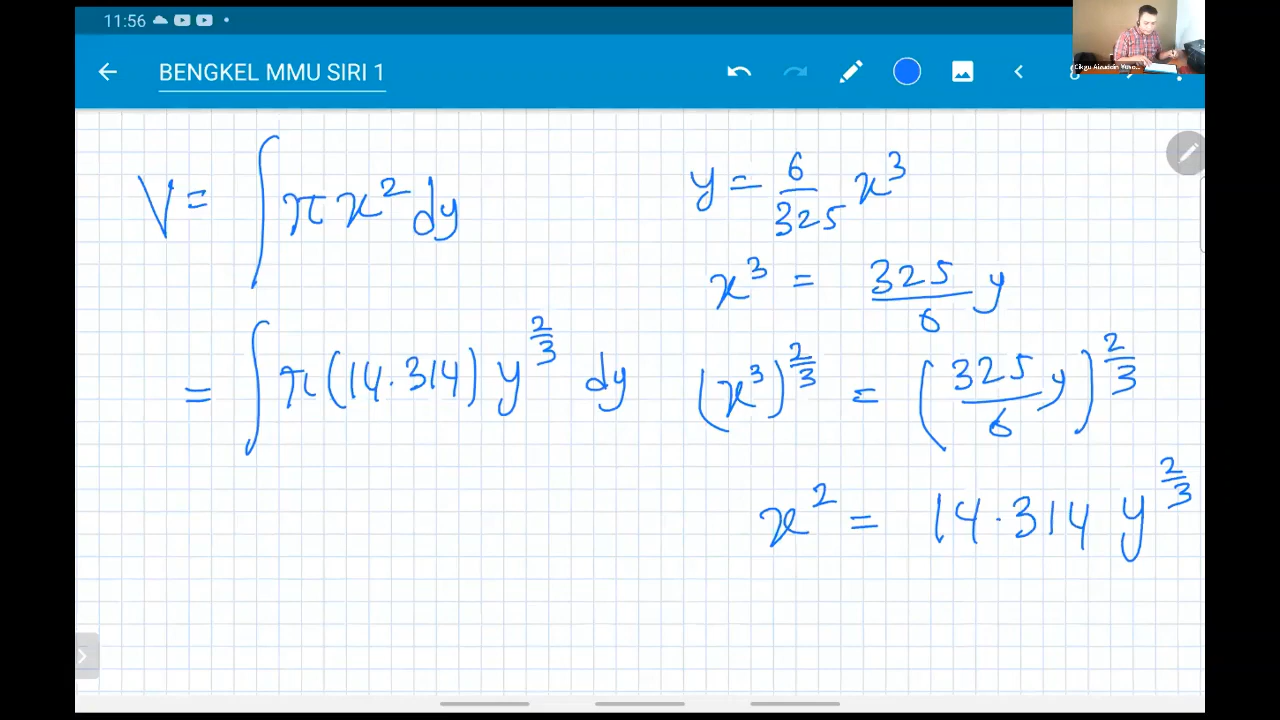 11:56
BENGKEL MMU SIRI 1
V = ∫ π x² dy
= ∫ π (14.314) y^(2/3) dy
y = 6/325 x³
x³ = 325/6 y
(x³)^(2/3) = (325/6 y)^(2/3)
x² = 14.314 y^(2/3)